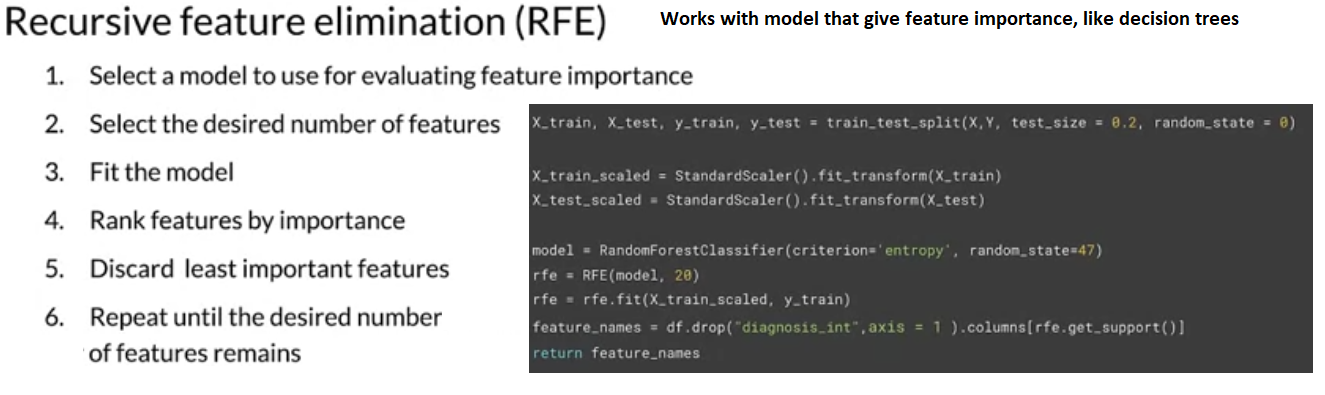 Recursive feature elimination (RFE)
Works with model that give feature importance, like decision trees
1. Select a model to use for evaluating feature importance
2. Select the desired number of features
3. Fit the model
4. Rank features by importance
5. Discard least important features
6. Repeat until the desired number
of features remains
X_train, X_test, y_train, y_test = train_test_split(X,Y, test_size = 0.2, random_state = 0)
X_train_scaled = StandardScaler().fit_transform(X_train)
X_test_scaled = StandardScaler().fit_transform(X_test)
model = RandomForestClassifier(criterion='entropy', random_state=47)
rfe = RFE(model, 20)
rfe = rfe.fit(X_train_scaled, y_train)
feature_names = df.drop("diagnosis_int",axis = 1 ).columns[rfe.get_support()]
return feature_names